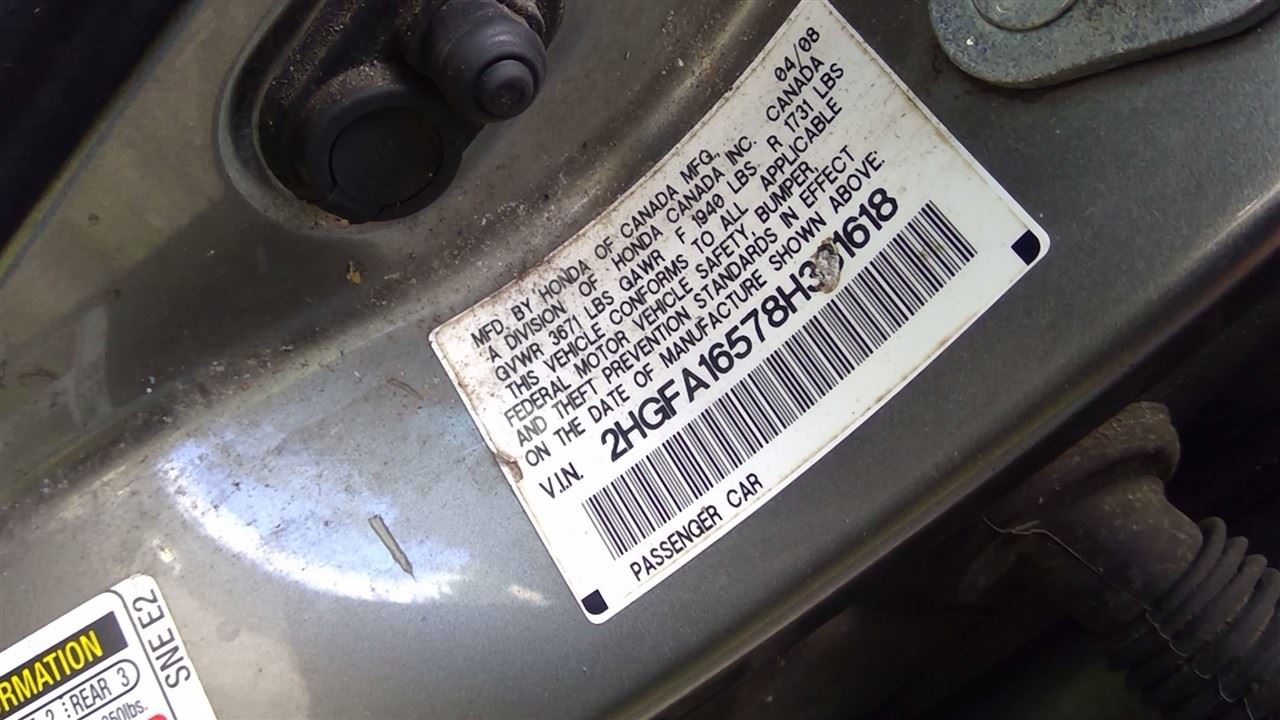 04/08
MFD. BY HONDA OF CANADA MFG.,
A DIVISION OF HONDA CANADA INC. CANADA
GVWR 3671 LBS GAWR F 1940 LBS. R 1731 LBS
THIS VEHICLE CONFORMS TO ALL APPLICABLE
FEDERAL MOTOR VEHICLE SAFETY, BUMPER,
AND THEFT PREVENTION STANDARDS IN EFFECT
ON THE DATE OF MANUFACTURE SHOWN ABOVE.
V.I.N.
PASSENGER CAR
SNE E2
RMATION
2 REAR 3